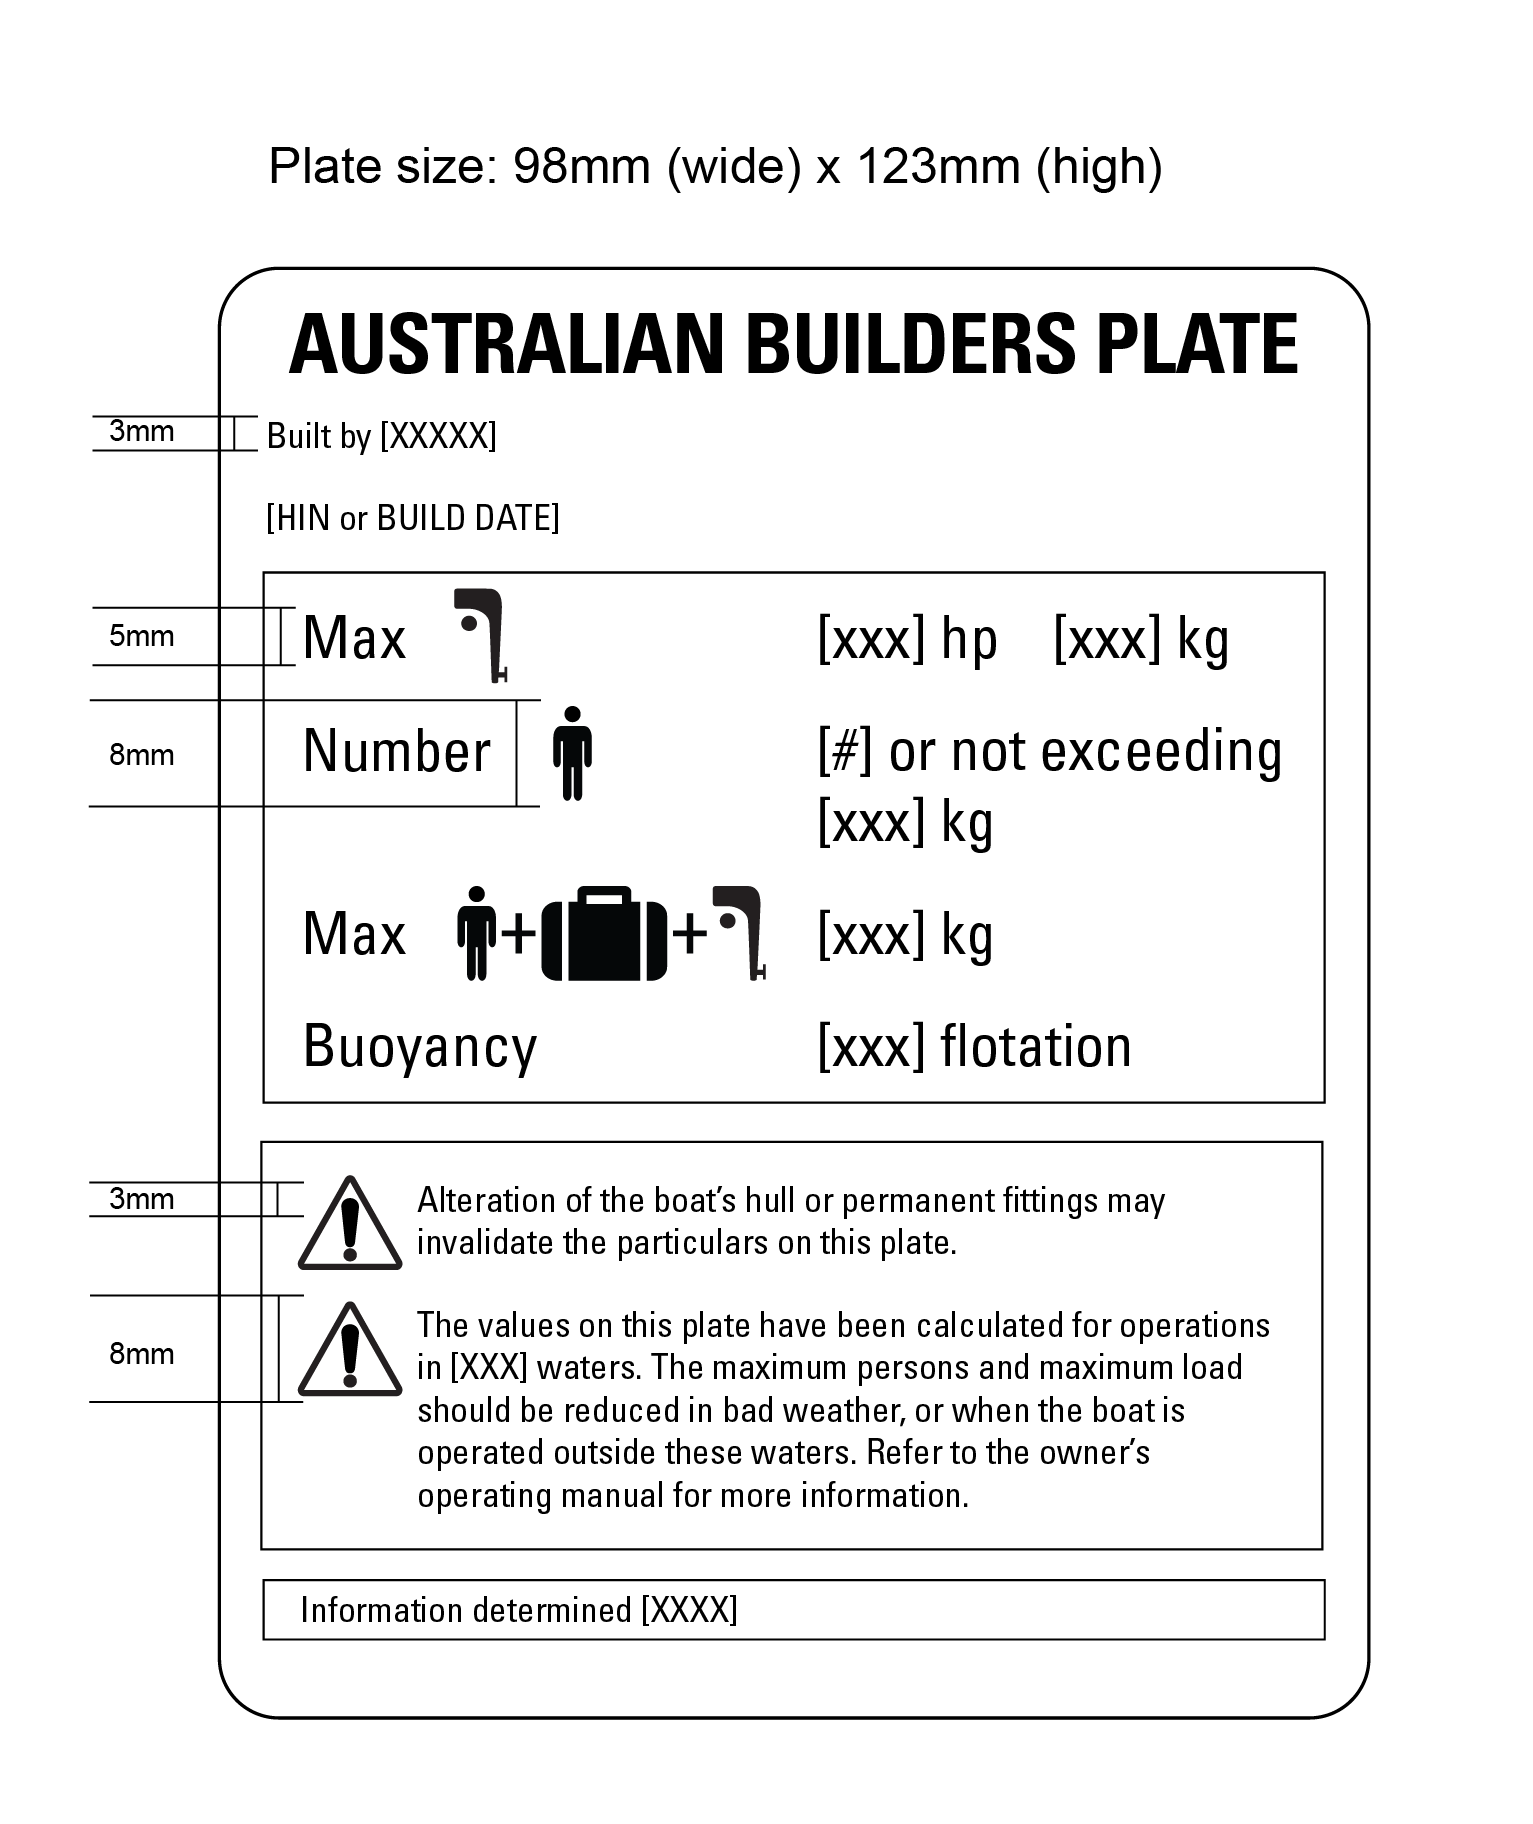 Plate size: 98mm (wide) x 123mm (high)
AUSTRALIAN BUILDERS PLATE
3mm
Built by [XXXXX]
[HIN or BUILD DATE]
5mm
Max [xxx] hp [xxx] kg
8mm
Number [#] or not exceeding
[xxx] kg
Max + + [xxx] kg
Buoyancy [xxx] flotation
3mm
Alteration of the boat’s hull or permanent fittings may
invalidate the particulars on this plate.
8mm
The values on this plate have been calculated for operations
in [XXX] waters. The maximum persons and maximum load
should be reduced in bad weather, or when the boat is
operated outside these waters. Refer to the owner’s
operating manual for more information.
Information determined [XXXX]